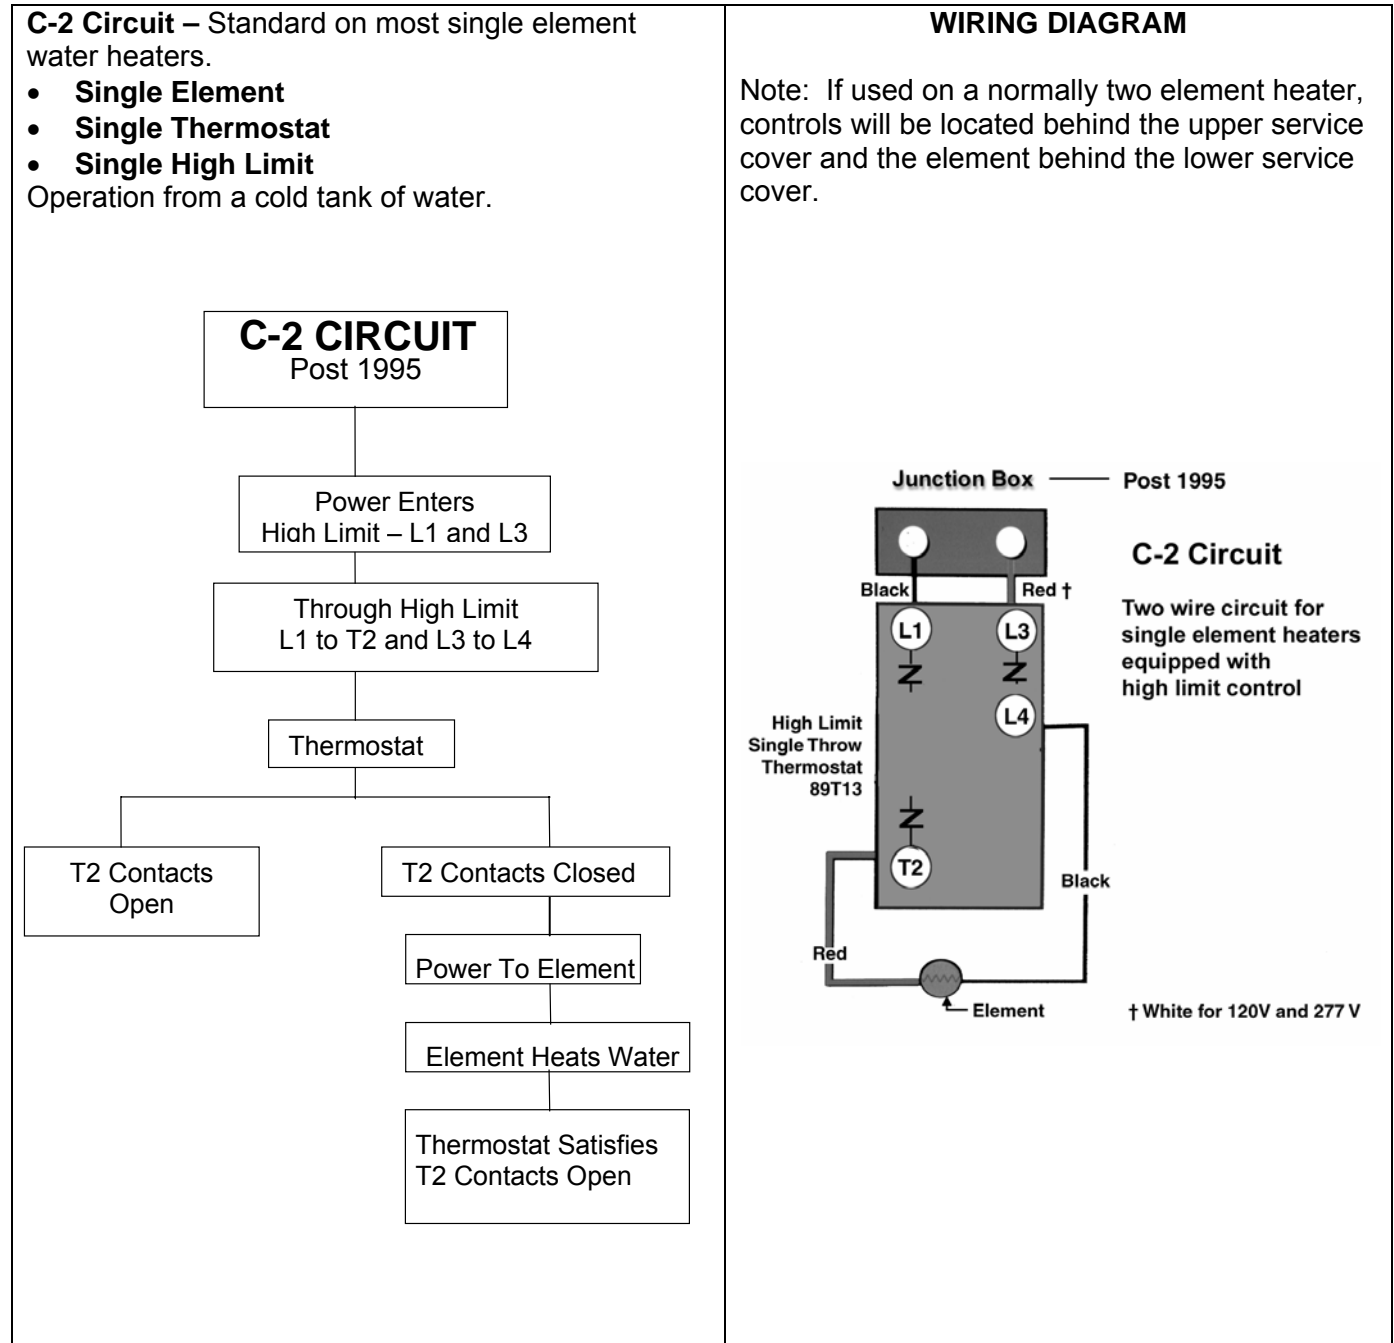 C-2 Circuit – Standard on most single element
water heaters.
• Single Element
• Single Thermostat
• Single High Limit
Operation from a cold tank of water.
C-2 CIRCUIT
Post 1995
Power Enters
High Limit – L1 and L3
Through High Limit
L1 to T2 and L3 to L4
Thermostat
T2 Contacts
Open
T2 Contacts Closed
Power To Element
Element Heats Water
Thermostat Satisfies
T2 Contacts Open
WIRING DIAGRAM
Note: If used on a normally two element heater,
controls will be located behind the upper service
cover and the element behind the lower service
cover.
Junction Box — Post 1995
C-2 Circuit
Two wire circuit for
single element heaters
equipped with
high limit control
Black
Red †
L1
L3
L4
High Limit
Single Throw
Thermostat
89T13
T2
Black
Red
Element
† White for 120V and 277 V